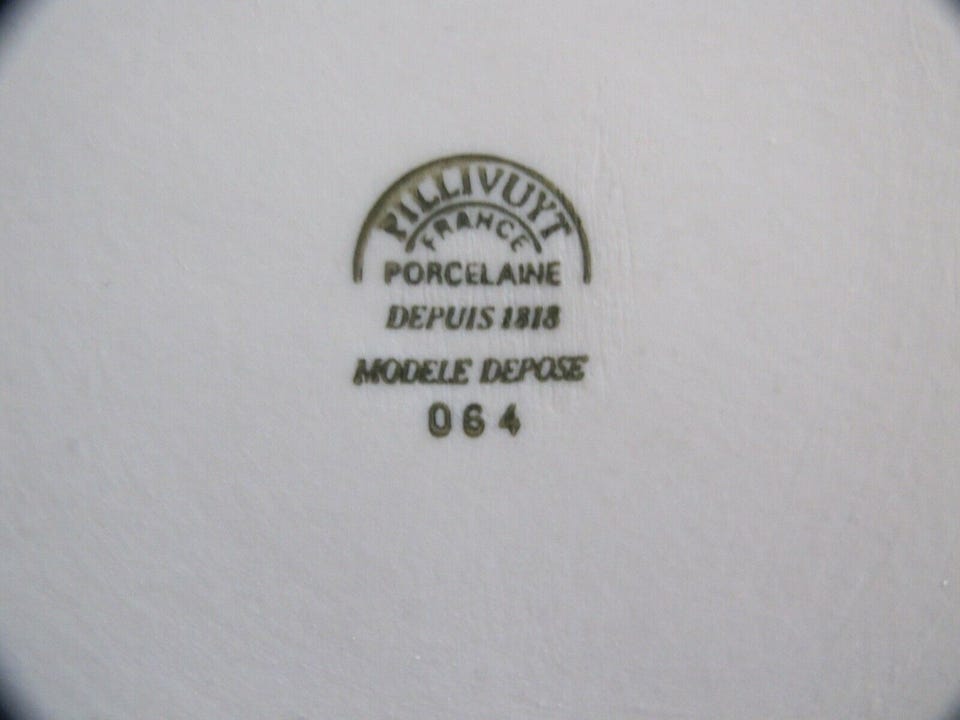 PILLIVUYT
FRANCE
PORCELAINE
DEPUIS 1818
MODELE DEPOSE
064